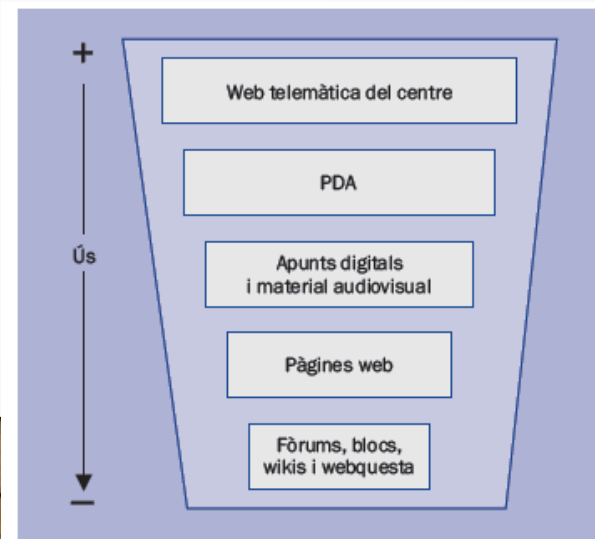 +
Web telemàtica del centre
PDA
Ús
Apunts digitals
i material audiovisual
Pàgines web
Fòrums, blocs,
wikis i webquesta
−